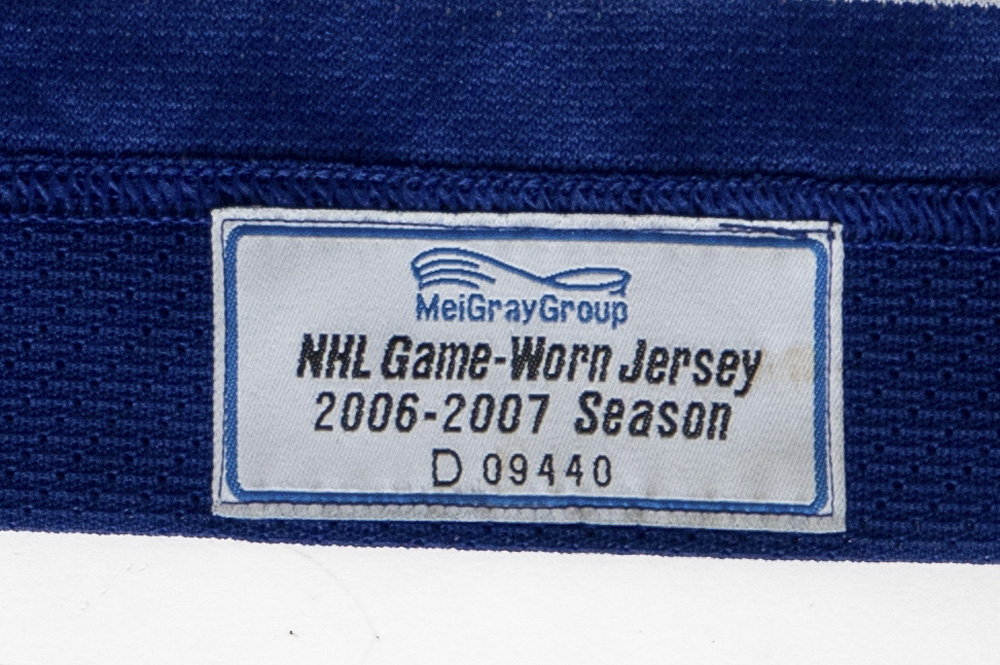 MeiGrayGroup
NHL Game-Worn Jersey
2006-2007 Season
D 09440